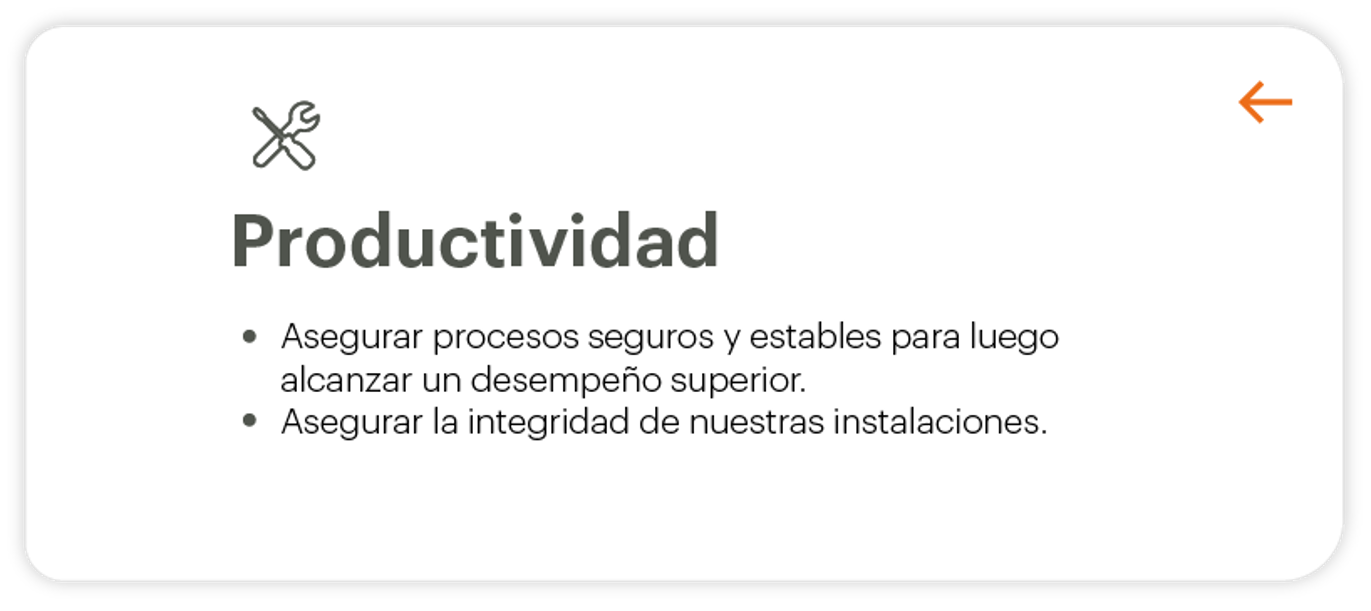 Productividad
• Asegurar procesos seguros y estables para luego
alcanzar un desempeño superior.
• Asegurar la integridad de nuestras instalaciones.